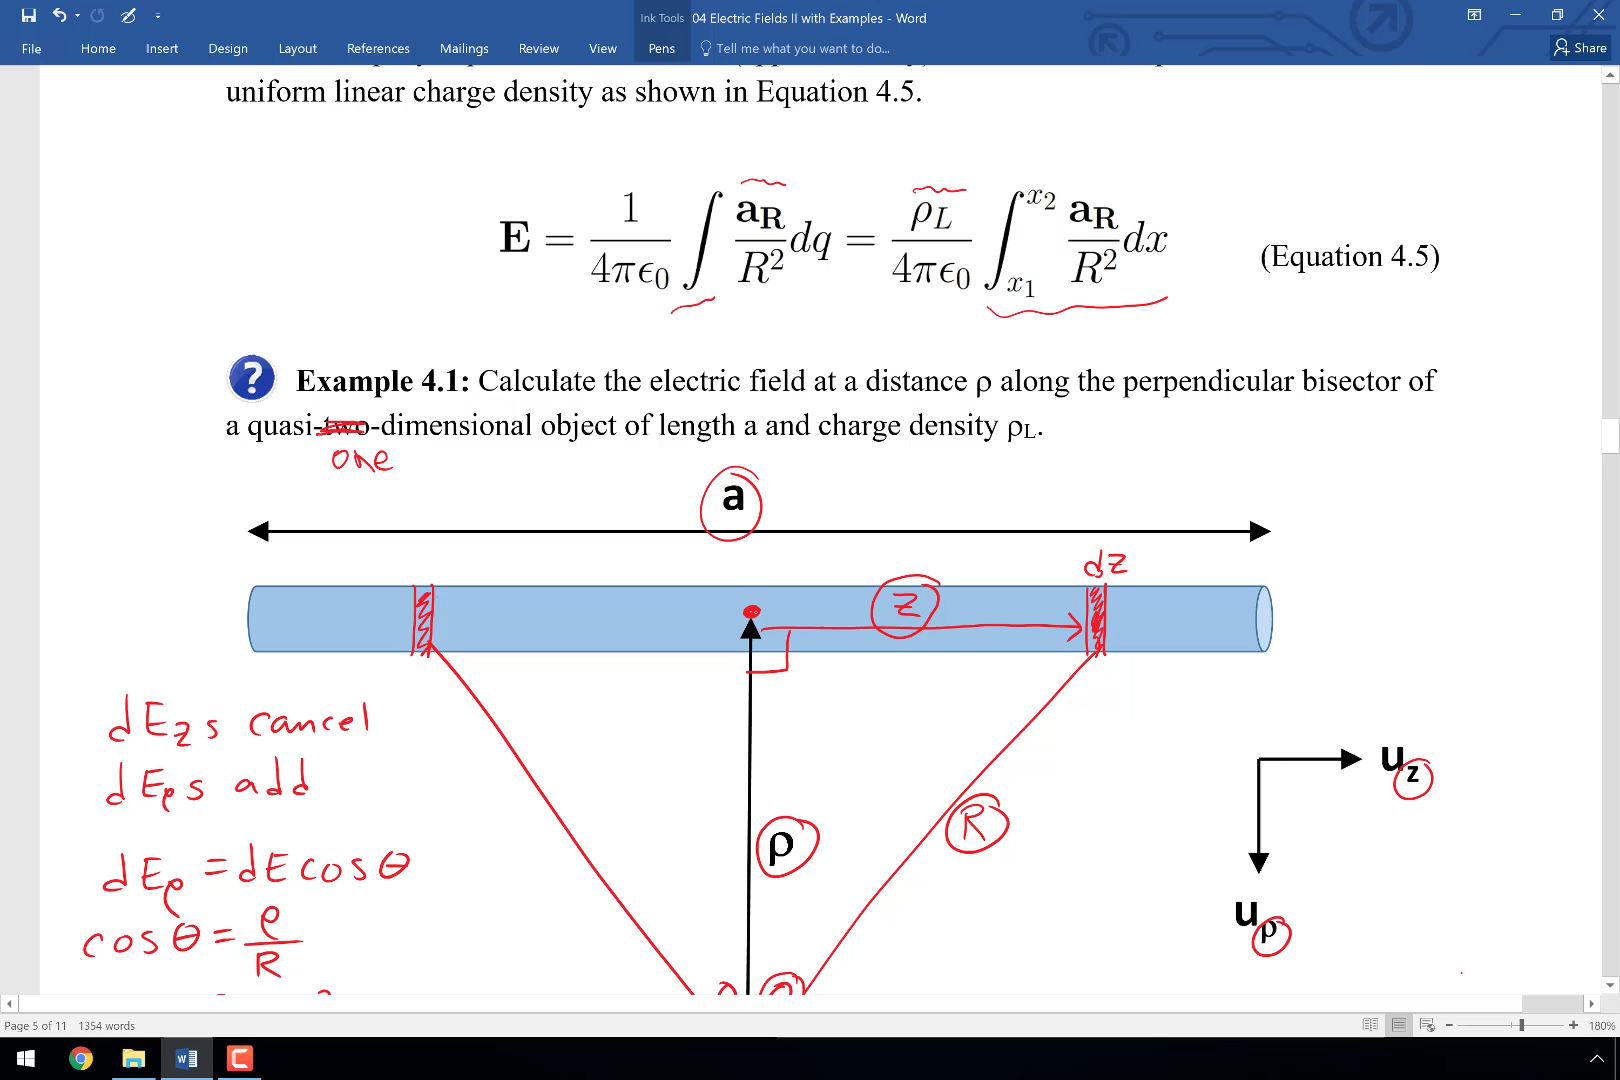 Ink Tools 04 Electric Fields II with Examples - Word
File Home Insert Design Layout References Mailings Review View Pens Tell me what you want to do... Share
uniform linear charge density as shown in Equation 4.5.
E = 1/4πϵ0 ∫ aR/R² dq = ρL/4πϵ0 ∫x1^x2 aR/R² dx (Equation 4.5)
? Example 4.1: Calculate the electric field at a distance ρ along the perpendicular bisector of
a quasi-two-dimensional object of length a and charge density ρL.
one
a
dz
z
dEzs cancel
dEρs add
uz
ρ
R
dEρ = dE cos θ
uρ
cos θ = ρ/R
Page 5 of 11 1354 words 180%